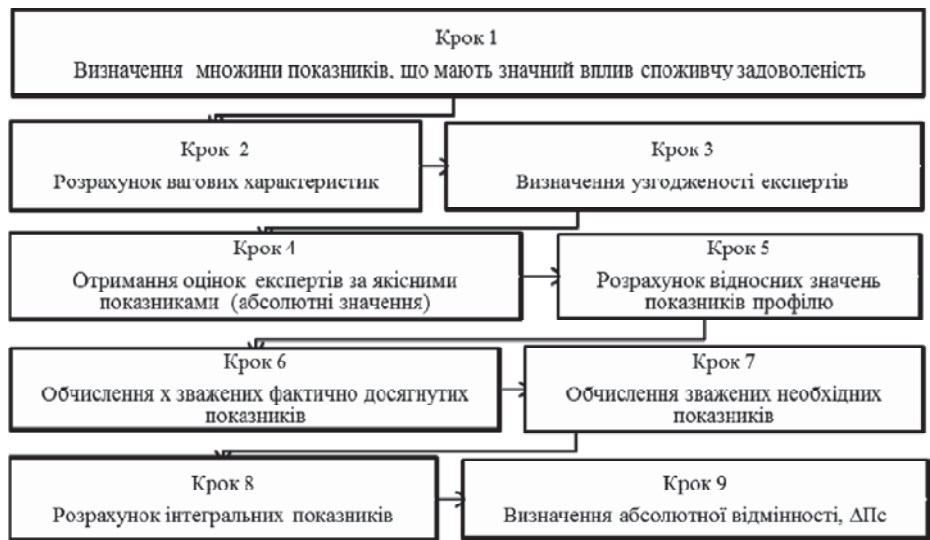 Крок 1
Визначення множини показників, що мають значний вплив споживчу задоволеність
Крок 2
Розрахунок вагових характеристик
Крок 3
Визначення узгодженості експертів
Крок 4
Отримання оцінок експертів за якісними
показниками (абсолютні значення)
Крок 5
Розрахунок відносних значень
показників профілю
Крок 6
Обчислення х зважених фактично досягнутих
показників
Крок 7
Обчислення зважених необхідних
показників
Крок 8
Розрахунок інтегральних показників
Крок 9
Визначення абсолютної відмінності, ΔПс